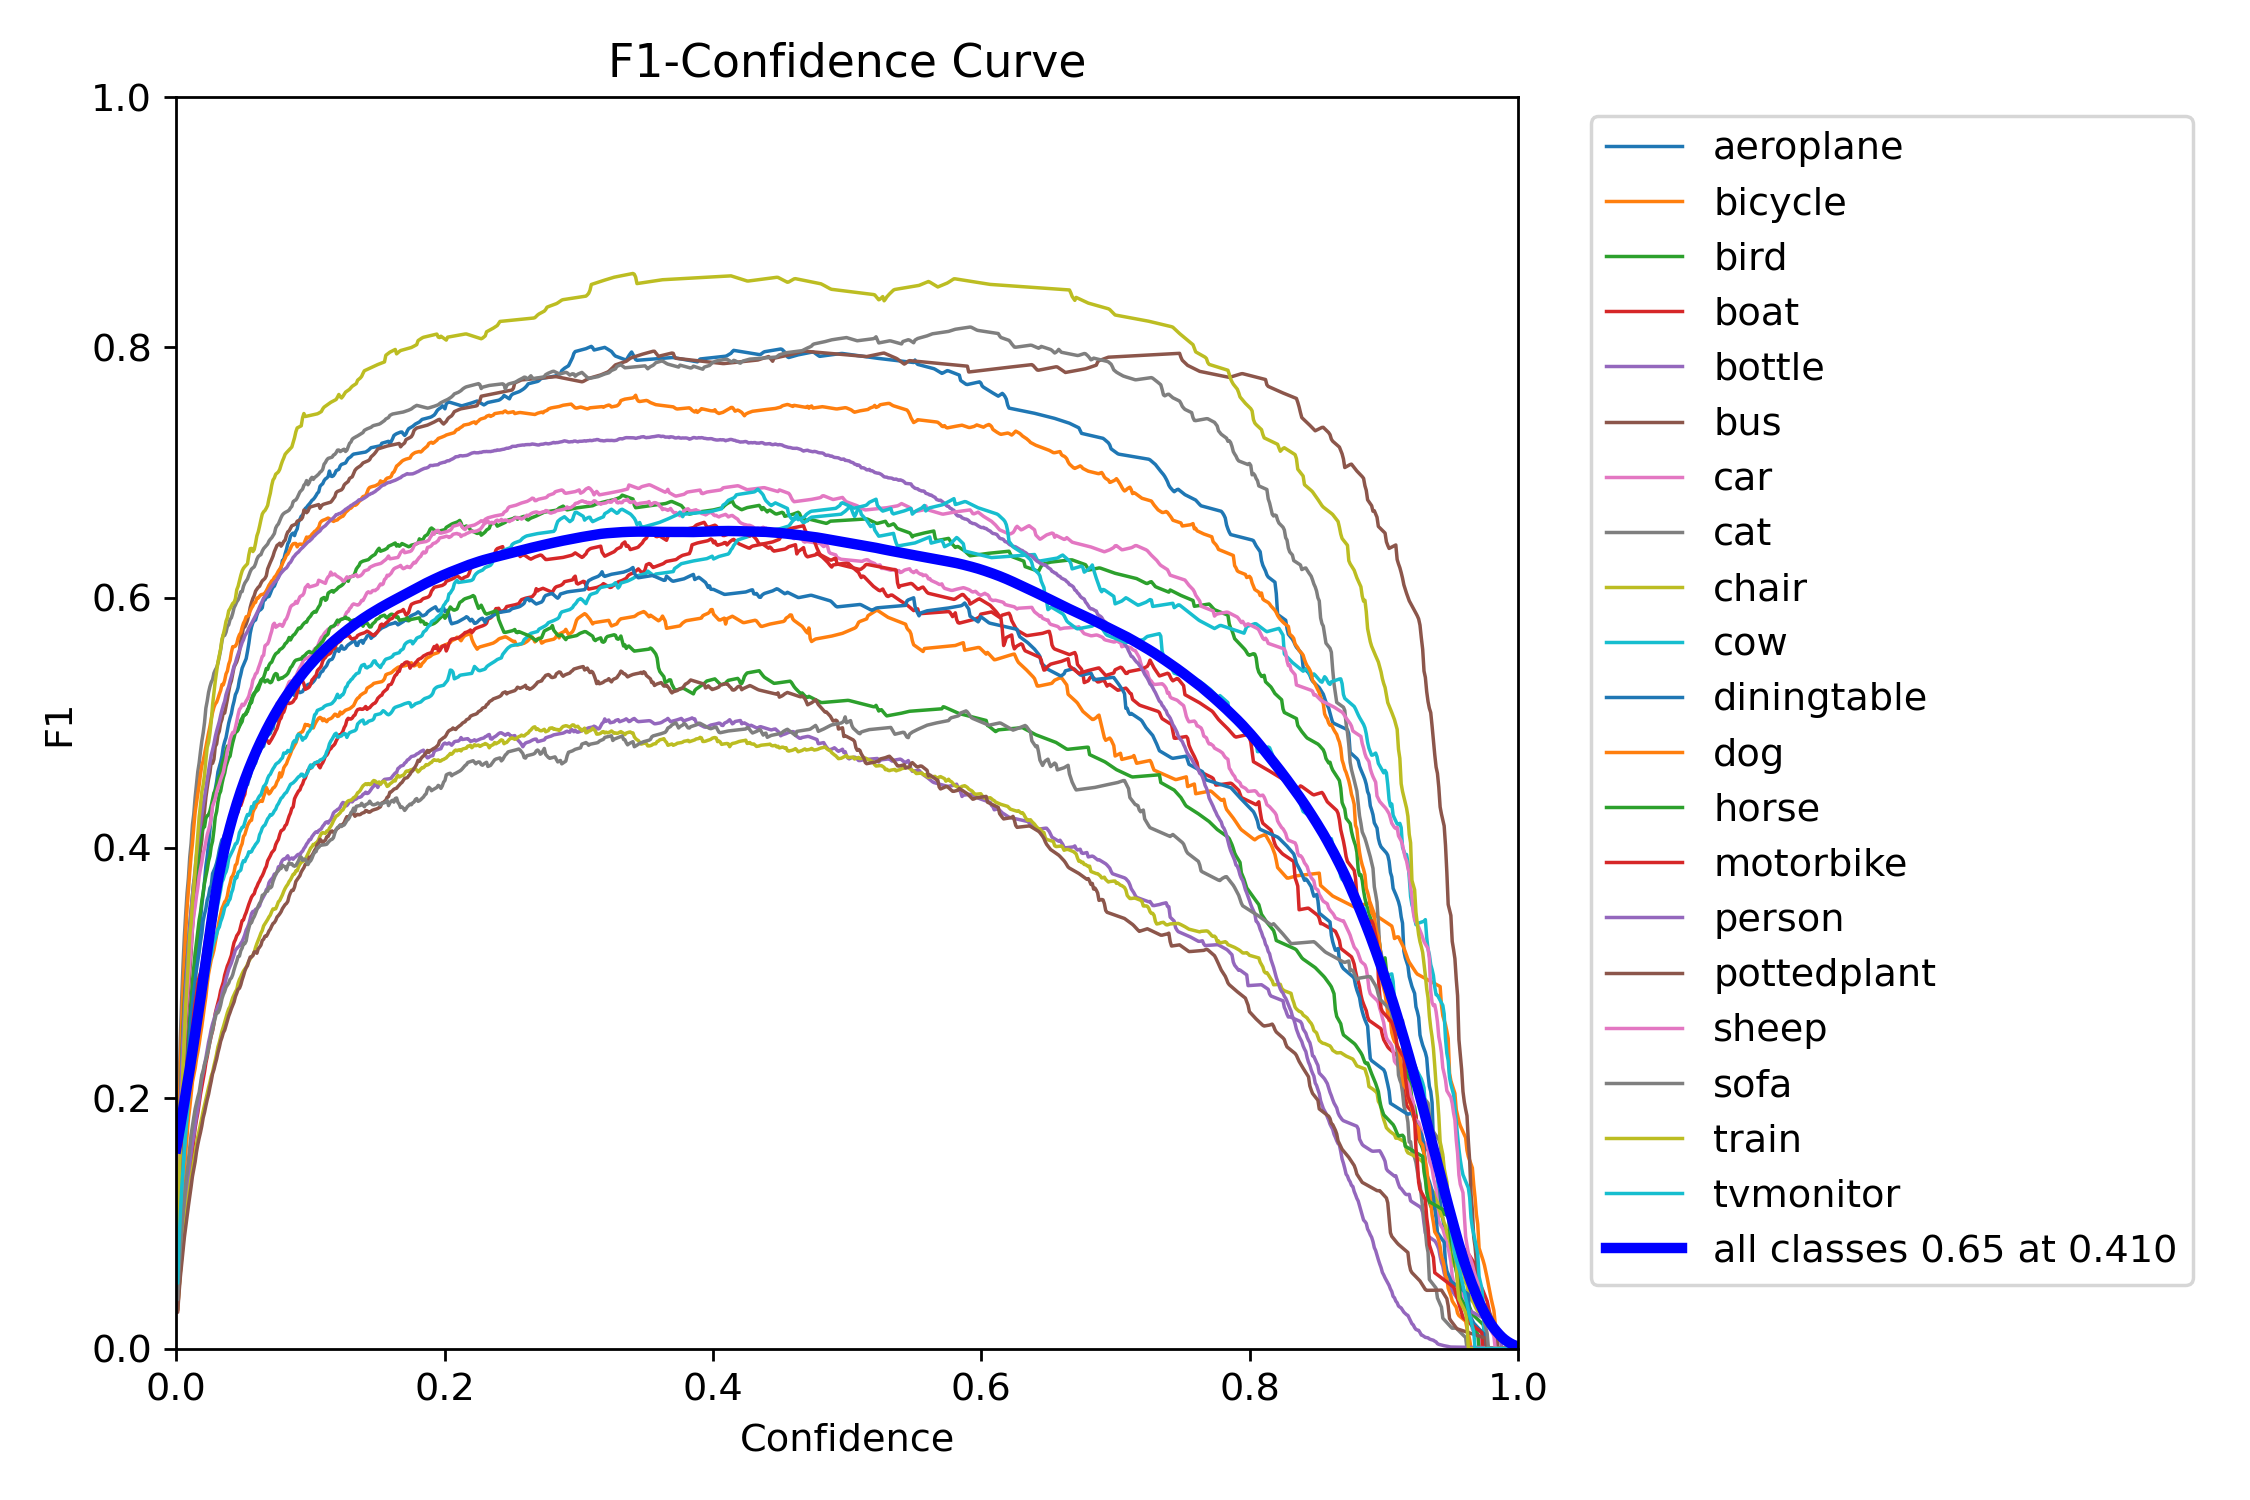 F1-Confidence Curve
1.0
0.8
0.6
0.4
0.2
0.0
F1
0.0 0.2 0.4 0.6 0.8 1.0
Confidence
aeroplane
bicycle
bird
boat
bottle
bus
car
cat
chair
cow
diningtable
dog
horse
motorbike
person
pottedplant
sheep
sofa
train
tvmonitor
all classes 0.65 at 0.410